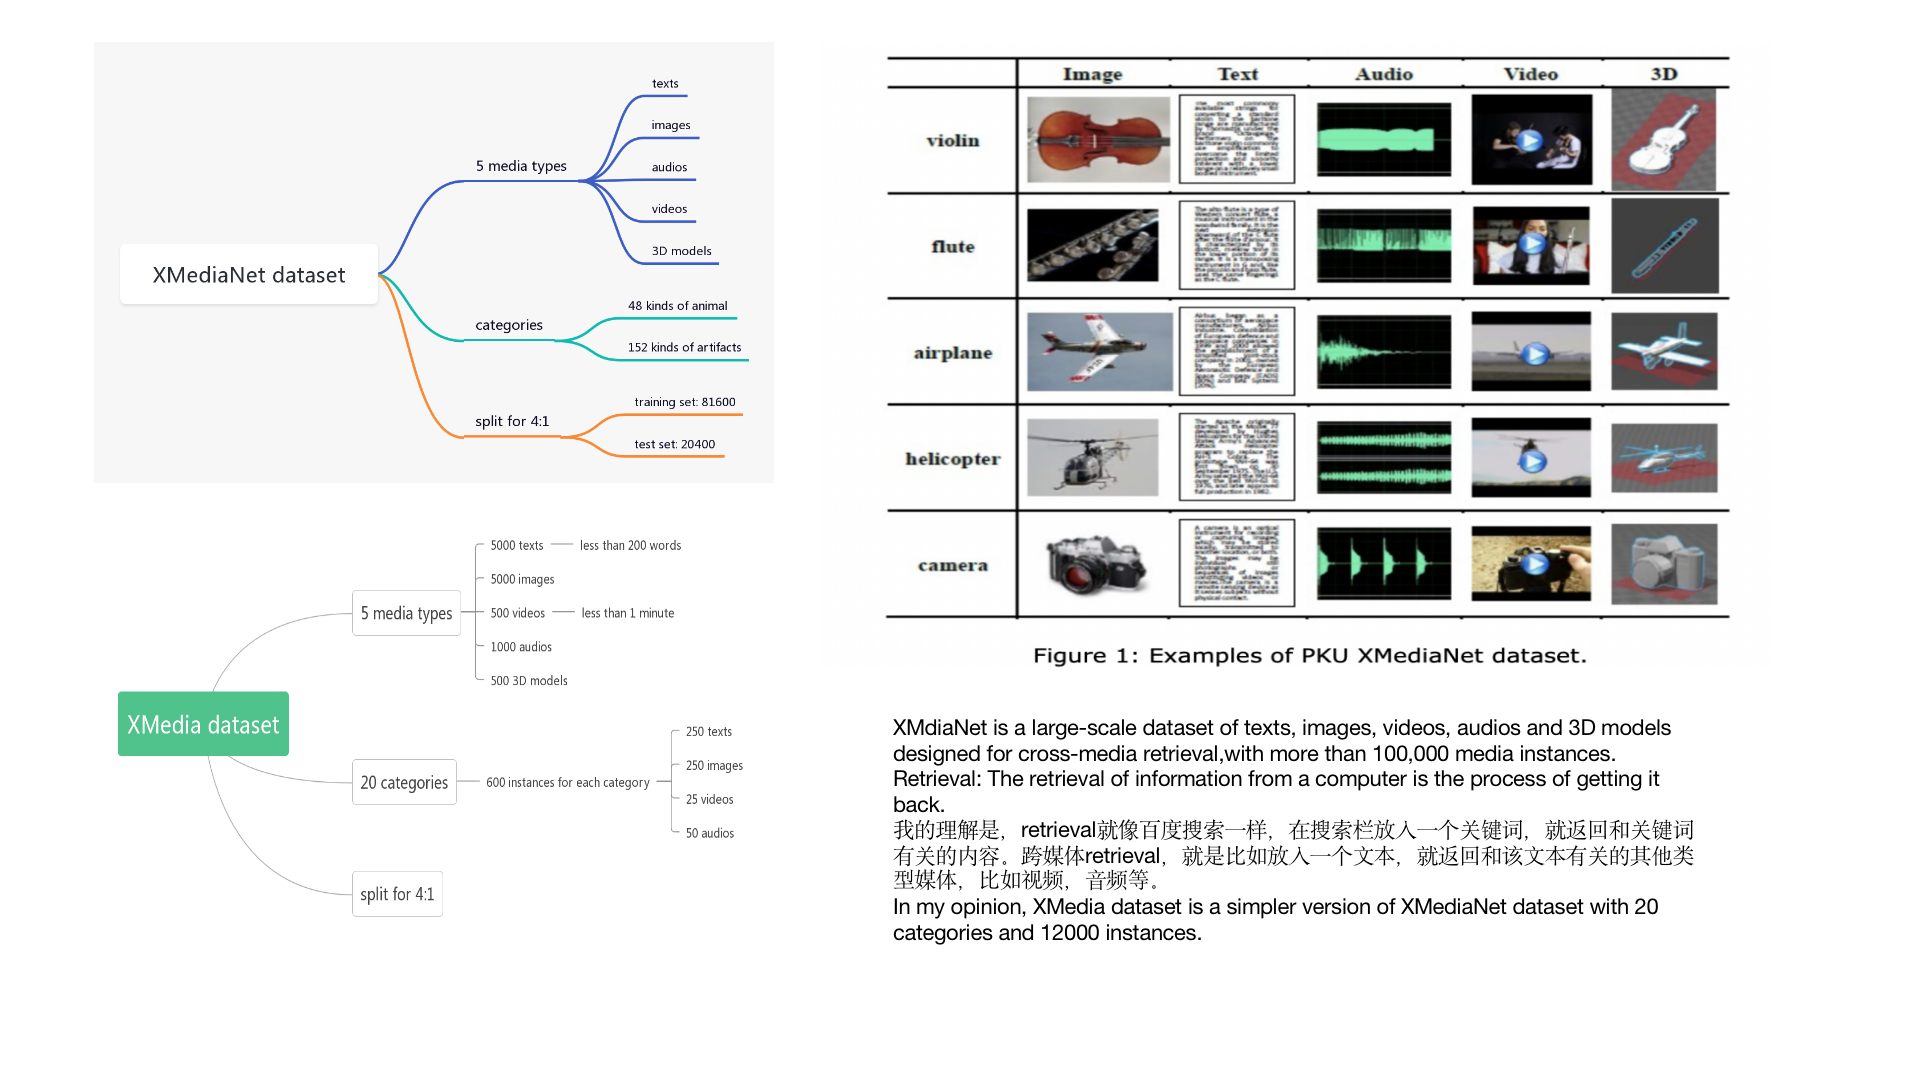 XMediaNet dataset
5 media types
texts
images
audios
videos
3D models
categories
48 kinds of animal
152 kinds of artifacts
split for 4:1
training set: 81600
test set: 20400
XMedia dataset
5 media types
5000 texts
less than 200 words
5000 images
500 videos
less than 1 minute
1000 audios
500 3D models
20 categories
600 instances for each category
250 texts
250 images
25 videos
50 audios
split for 4:1
Image Text Audio Video 3D
violin
flute
airplane
helicopter
camera
Figure 1: Examples of PKU XMediaNet dataset.
XMdiaNet is a large-scale dataset of texts, images, videos, audios and 3D models
designed for cross-media retrieval,with more than 100,000 media instances.
Retrieval: The retrieval of information from a computer is the process of getting it
back.
我的理解是，retrieval就像百度搜索一样，在搜索栏放入一个关键词，就返回和关键词
有关的内容。跨媒体retrieval，就是比如放入一个文本，就返回和该文本有关的其他类
型媒体，比如视频，音频等。
In my opinion, XMedia dataset is a simpler version of XMediaNet dataset with 20
categories and 12000 instances.